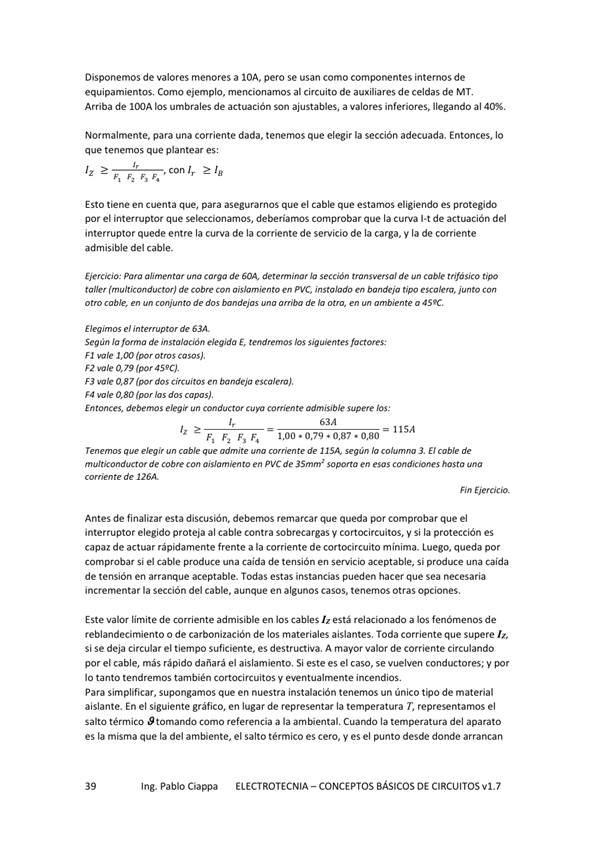 Disponemos de valores menores a 10A, pero se usan como componentes internos de
equipamientos. Como ejemplo, mencionamos al circuito de auxiliares de celdas de MT.
Arriba de 100A los umbrales de actuación son ajustables, a valores inferiores, llegando al 40%.
Normalmente, para una corriente dada, tenemos que elegir la sección adecuada. Entonces, lo
que tenemos que plantear es:
I_Z ≥ I_r / (F_1 F_2 F_3 F_4), con I_r ≥ I_B
Esto tiene en cuenta que, para asegurarnos que el cable que estamos eligiendo es protegido
por el interruptor que seleccionamos, deberíamos comprobar que la curva I-t de actuación del
interruptor quede entre la curva de la corriente de servicio de la carga, y la de corriente
admisible del cable.
Ejercicio: Para alimentar una carga de 60A, determinar la sección transversal de un cable trifásico tipo
taller (multiconductor) de cobre con aislamiento en PVC, instalado en bandeja tipo escalera, junto con
otro cable, en un conjunto de dos bandejas una arriba de la otra, en un ambiente a 45ºC.
Elegimos el interruptor de 63A.
Según la forma de instalación elegida E, tendremos los siguientes factores:
F1 vale 1,00 (por otros casos).
F2 vale 0,79 (por 45ºC).
F3 vale 0,87 (por dos circuitos en bandeja escalera).
F4 vale 0,80 (por las dos capas).
Entonces, debemos elegir un conductor cuya corriente admisible supere los:
I_Z ≥ I_r / (F_1 F_2 F_3 F_4) = 63A / (1,00 ∗ 0,79 ∗ 0,87 ∗ 0,80) = 115A
Tenemos que elegir un cable que admite una corriente de 115A, según la columna 3. El cable de
multiconductor de cobre con aislamiento en PVC de 35mm² soporta en esas condiciones hasta una
corriente de 126A.
Fin Ejercicio.
Antes de finalizar esta discusión, debemos remarcar que queda por comprobar que el
interruptor elegido proteja al cable contra sobrecargas y cortocircuitos, y si la protección es
capaz de actuar rápidamente frente a la corriente de cortocircuito mínima. Luego, queda por
comprobar si el cable produce una caída de tensión en servicio aceptable, si produce una caída
de tensión en arranque aceptable. Todas estas instancias pueden hacer que sea necesaria
incrementar la sección del cable, aunque en algunos casos, tenemos otras opciones.
Este valor límite de corriente admisible en los cables I_Z está relacionado a los fenómenos de
reblandecimiento o de carbonización de los materiales aislantes. Toda corriente que supere I_Z,
si se deja circular el tiempo suficiente, es destructiva. A mayor valor de corriente circulando
por el cable, más rápido dañará el aislamiento. Si este es el caso, se vuelven conductores; y por
lo tanto tendremos también cortocircuitos y eventualmente incendios.
Para simplificar, supongamos que en nuestra instalación tenemos un único tipo de material
aislante. En el siguiente gráfico, en lugar de representar la temperatura T, representamos el
salto térmico ϑ tomando como referencia a la ambiental. Cuando la temperatura del aparato
es la misma que la del ambiente, el salto térmico es cero, y es el punto desde donde arrancan
39 Ing. Pablo Ciappa ELECTROTECNIA – CONCEPTOS BÁSICOS DE CIRCUITOS v1.7